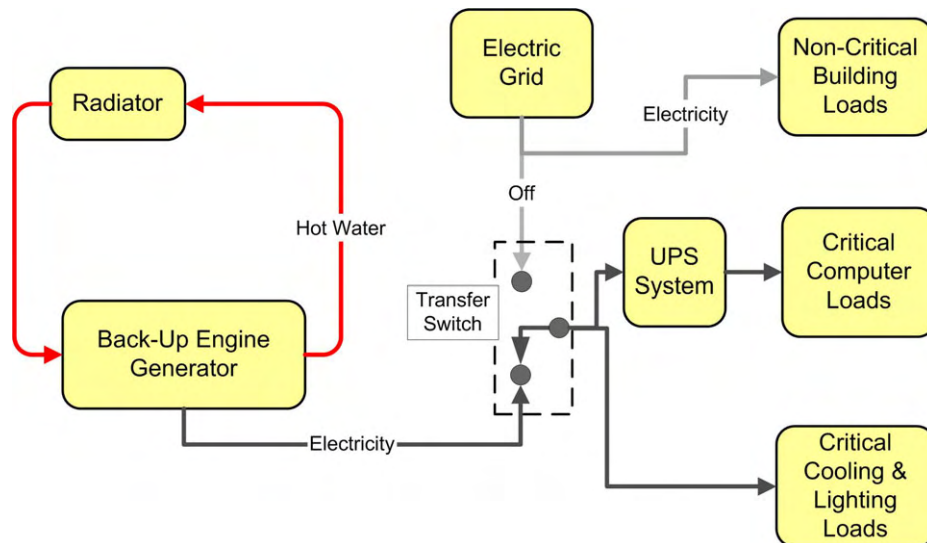 Electric
Grid
Non-Critical
Building
Loads
Radiator
Electricity
Off
Hot Water
UPS
System
Critical
Computer
Loads
Transfer
Switch
Back-Up Engine
Generator
Electricity
Critical
Cooling &
Lighting
Loads